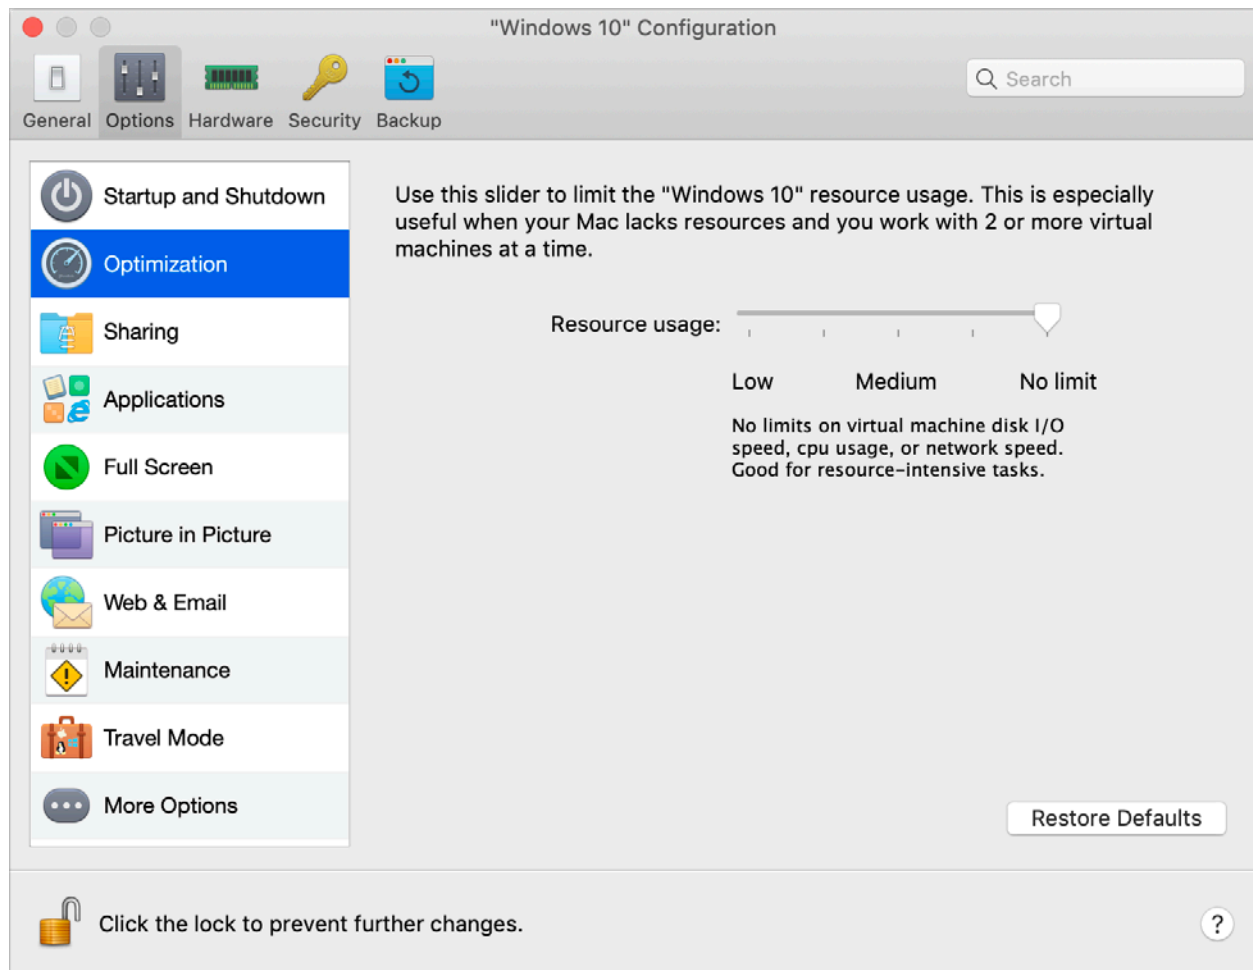 "Windows 10" Configuration
General Options Hardware Security Backup
Search
Startup and Shutdown
Optimization
Sharing
Applications
Full Screen
Picture in Picture
Web & Email
Maintenance
Travel Mode
More Options
Use this slider to limit the "Windows 10" resource usage. This is especially
useful when your Mac lacks resources and you work with 2 or more virtual
machines at a time.
Resource usage:
Low Medium No limit
No limits on virtual machine disk I/O
speed, cpu usage, or network speed.
Good for resource-intensive tasks.
Restore Defaults
Click the lock to prevent further changes.
?